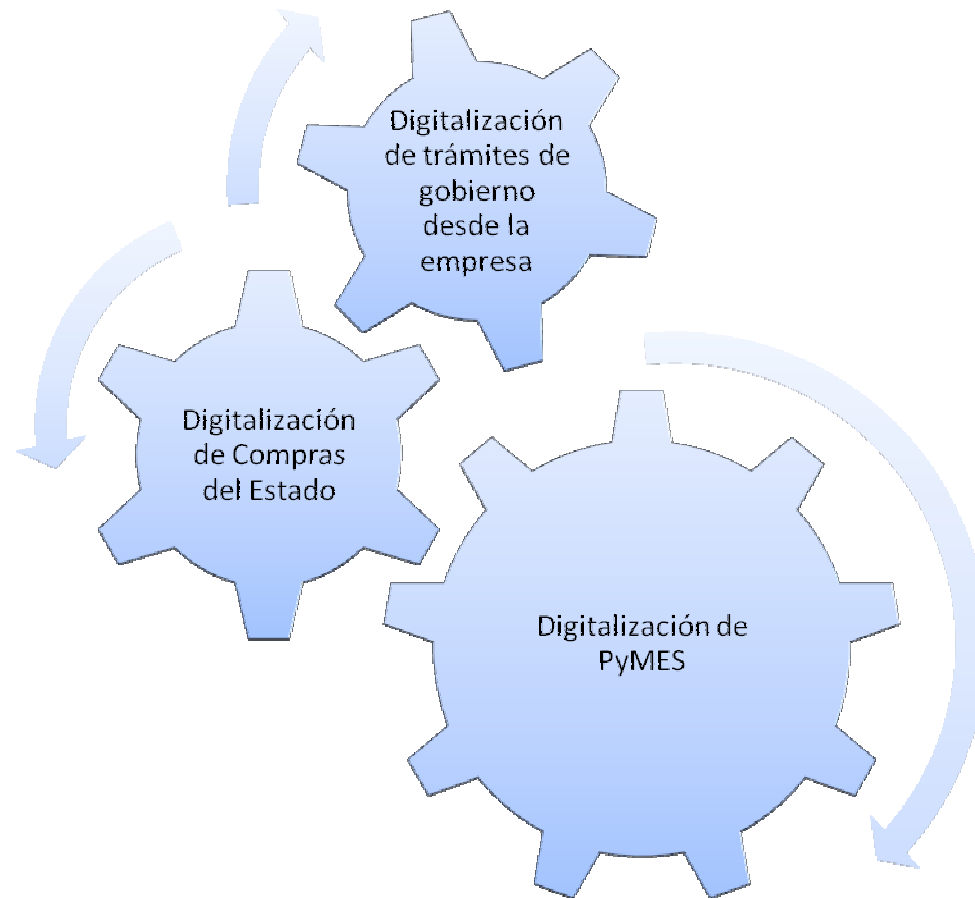 Digitalización
de trámites de
gobierno
desde la
empresa
Digitalización
de Compras
del Estado
Digitalización de
PyMES